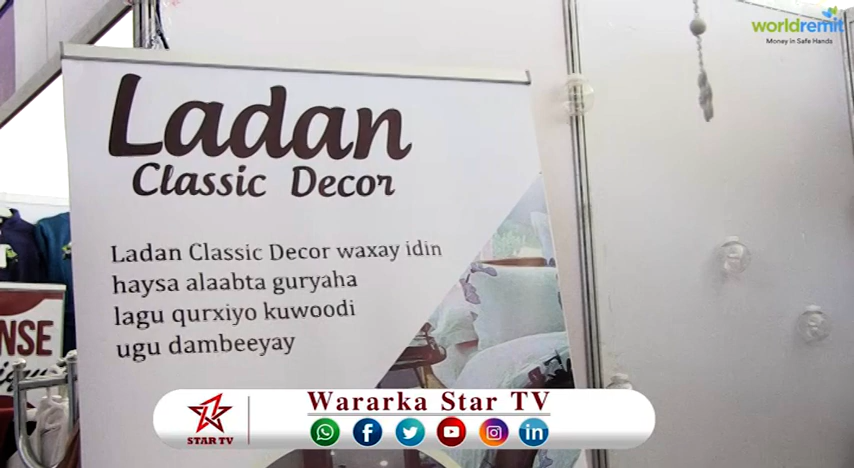 worldremit
Money in Safe Hands
Ladan
Classic Decor
Ladan Classic Decor waxay idin
haysa alaabta guryaha
lagu qurxiyo kuwoodi
ugu dambeeyay
NSE
Wararka Star TV
STAR TV